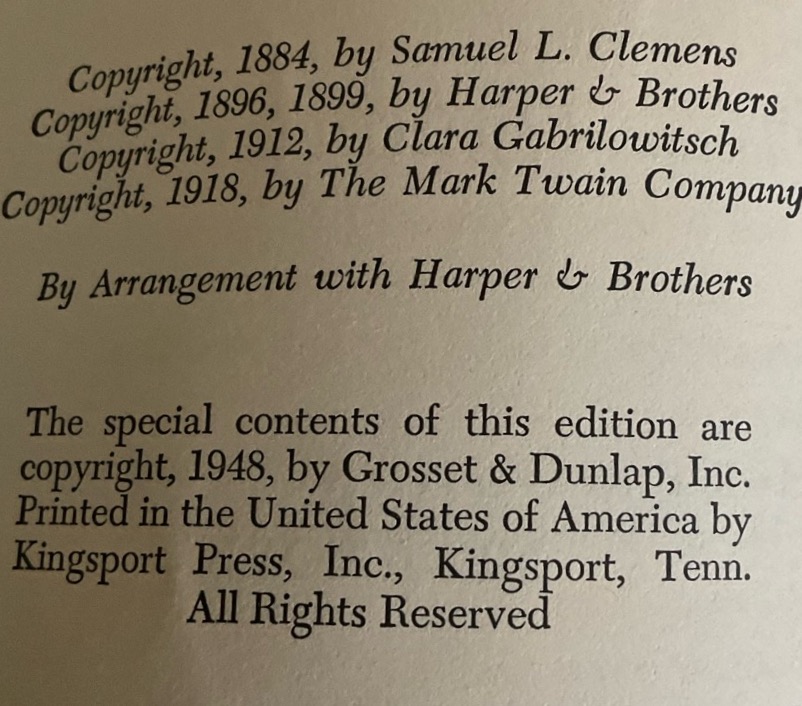 Copyright, 1884, by Samuel L. Clemens
Copyright, 1896, 1899, by Harper & Brothers
Copyright, 1912, by Clara Gabrilowitsch
Copyright, 1918, by The Mark Twain Company
By Arrangement with Harper & Brothers
The special contents of this edition are
copyright, 1948, by Grosset & Dunlap, Inc.
Printed in the United States of America by
Kingsport Press, Inc., Kingsport, Tenn.
All Rights Reserved